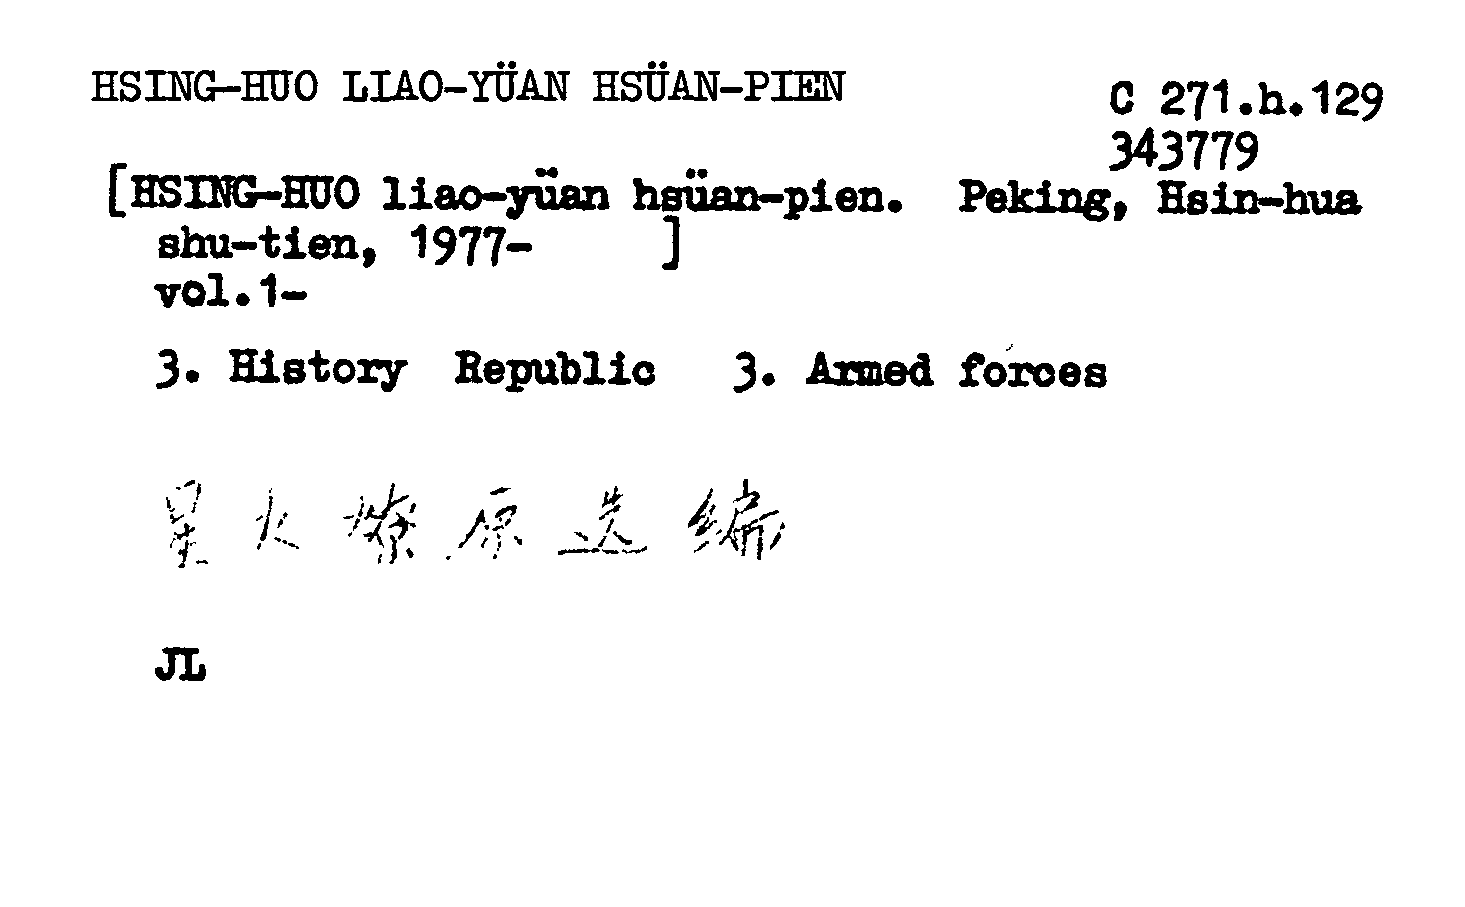 HSING-HUO LIAO-YÜAN HSÜAN-PIEN
C 271.h.129
343779
[HSING-HUO liao-yüan hsüan-pien. Peking, Hsin-hua
shu-tien, 1977- ]
vol.1-
3. History Republic 3. Armed forces
星火燎原选编
JL